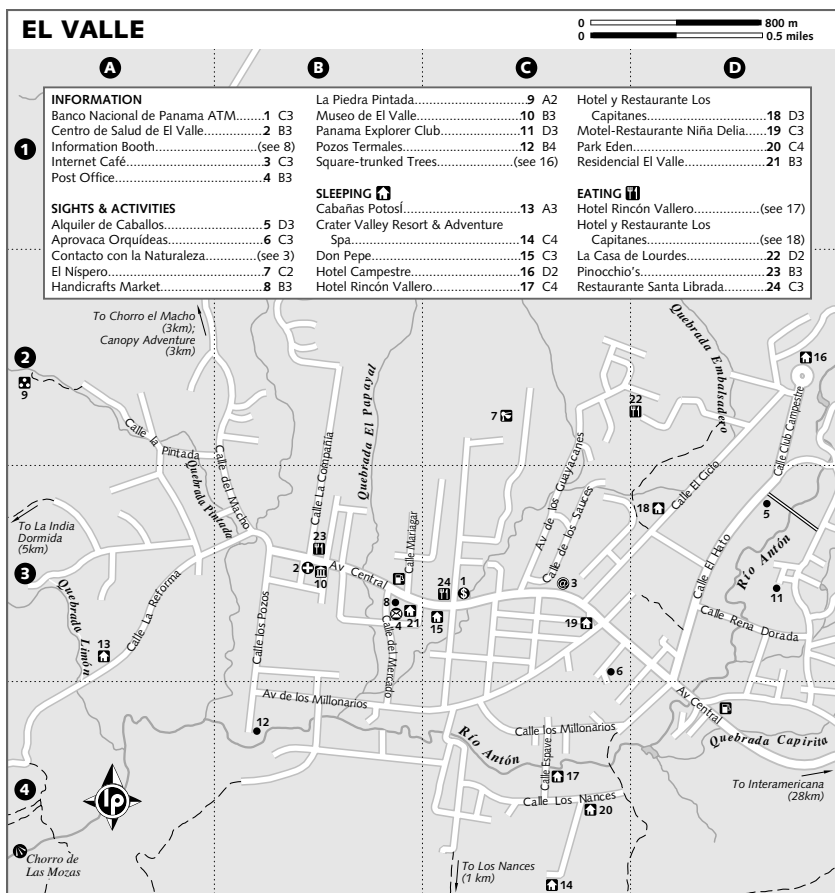 EL VALLE
0 800 m
0 0.5 miles
A B C D
1
INFORMATION
Banco Nacional de Panama ATM.......1 C3
Centro de Salud de El Valle.......2 B3
Information Booth.......(see 8)
Internet Café.......3 C3
Post Office.......4 B3
SIGHTS & ACTIVITIES
Alquiler de Caballos.......5 D3
Aprovaca Orquídeas.......6 C3
Contacto con la Naturaleza.......(see 3)
El Níspero.......7 C2
Handicrafts Market.......8 B3
La Piedra Pintada.......9 A2
Museo de El Valle.......10 B3
Panama Explorer Club.......11 D3
Pozos Termales.......12 B4
Square-trunked Trees.......(see 16)
SLEEPING
Cabañas PotosÍ.......13 A3
Crater Valley Resort & Adventure
Spa.......14 C4
Don Pepe.......15 C3
Hotel Campestre.......16 D2
Hotel Rincón Vallero.......17 C4
Hotel y Restaurante Los
Capitanes.......18 D3
Motel-Restaurante Niña Delia.......19 C3
Park Eden.......20 C4
Residencial El Valle.......21 B3
EATING
Hotel Rincón Vallero.......(see 17)
Hotel y Restaurante Los
Capitanes.......(see 18)
La Casa de Lourdes.......22 D2
Pinocchio's.......23 B3
Restaurante Santa Librada.......24 C3
To Chorro el Macho
(3km);
Canopy Adventure
(3km)
2
9
Quebrada Embalsadero
16
Quebrada El Papayal
7
22
Calle Club Campestre
Calle la Pintada
Calle del Macho
Quebrada Pintada
Calle La Compañía
Av de los Guayacanes
Calle de los Sauces
Calle El Ciclo
18
5
To La India
Dormida
(5km)
3
23
2
10
Av Central
Calle Mariagar
24
1
@ 3
Calle El Hato
Río Antón
11
Quebrada Limón
Calle La Reforma
Calle los Pozos
8
4
21
15
Calle del Mercado
19
Calle Rena Dorada
13
6
Av de los Millonarios
Av Central
12
Río Antón
Calle los Millonarios
Quebrada Capirita
Calle Espavé
17
4
lp
Calle Los Nances
20
To Interamericana
(28km)
Chorro de
Las Mozas
To Los Nances
(1 km)
14